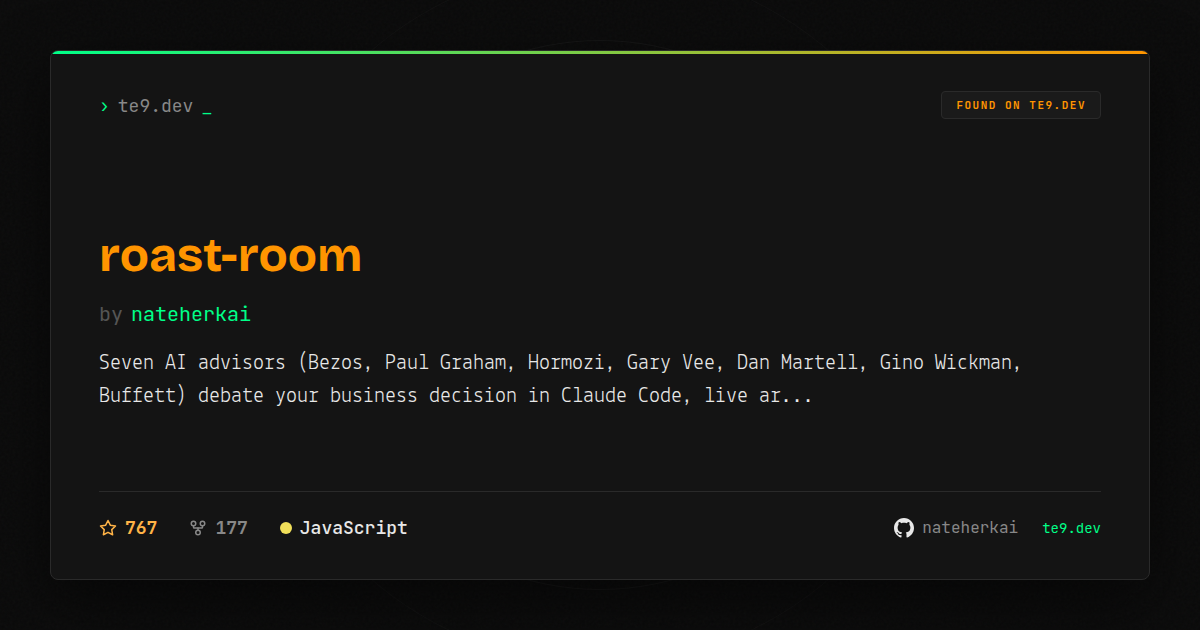 › te9.dev _
FOUND ON TE9.DEV
roast-room
by nateherkai
Seven AI advisors (Bezos, Paul Graham, Hormozi, Gary Vee, Dan Martell, Gino Wickman,
Buffett) debate your business decision in Claude Code, live ar...
767 177 JavaScript
nateherkai te9.dev